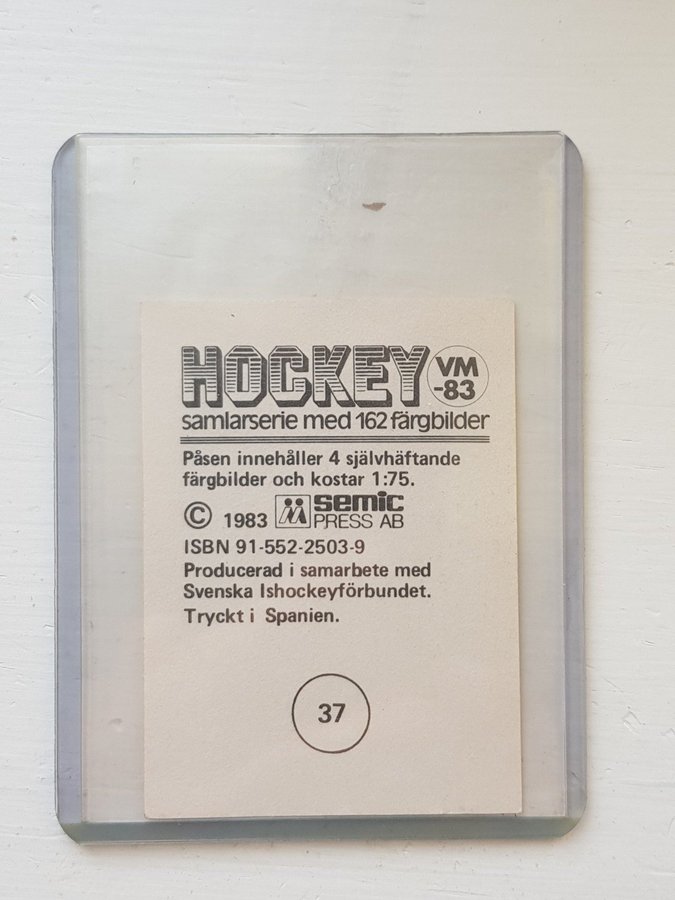 HOCKEY VM -83
samlarserie med 162 färgbilder
Påsen innehåller 4 självhäftande
färgbilder och kostar 1:75.
© 1983 semic PRESS AB
ISBN 91-552-2503-9
Producerad i samarbete med
Svenska Ishockeyförbundet.
Tryckt i Spanien.
37